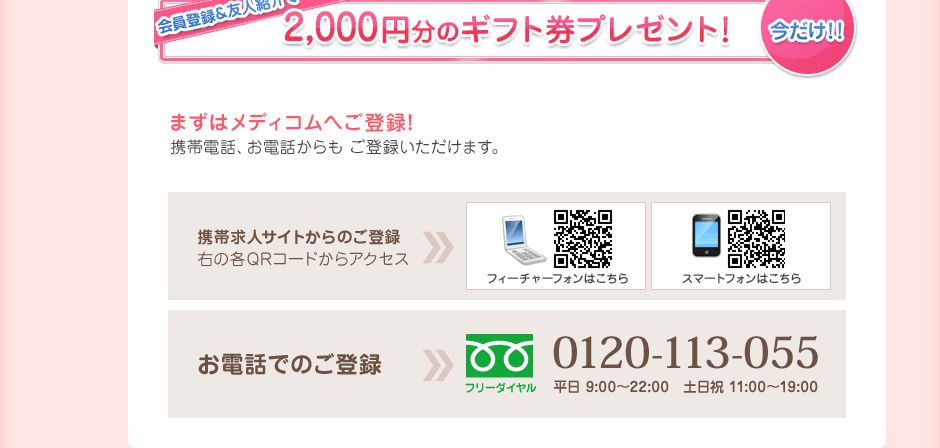 会員登録&友人紹介で
2,000円分のギフト券プレゼント!
今だけ!!
まずはメディコムへご登録!
携帯電話、お電話からも ご登録いただけます。
携帯求人サイトからのご登録
右の各QRコードからアクセス
フィーチャーフォンはこちら
スマートフォンはこちら
お電話でのご登録
フリーダイヤル
0120-113-055
平日 9:00〜22:00 土日祝 11:00〜19:00